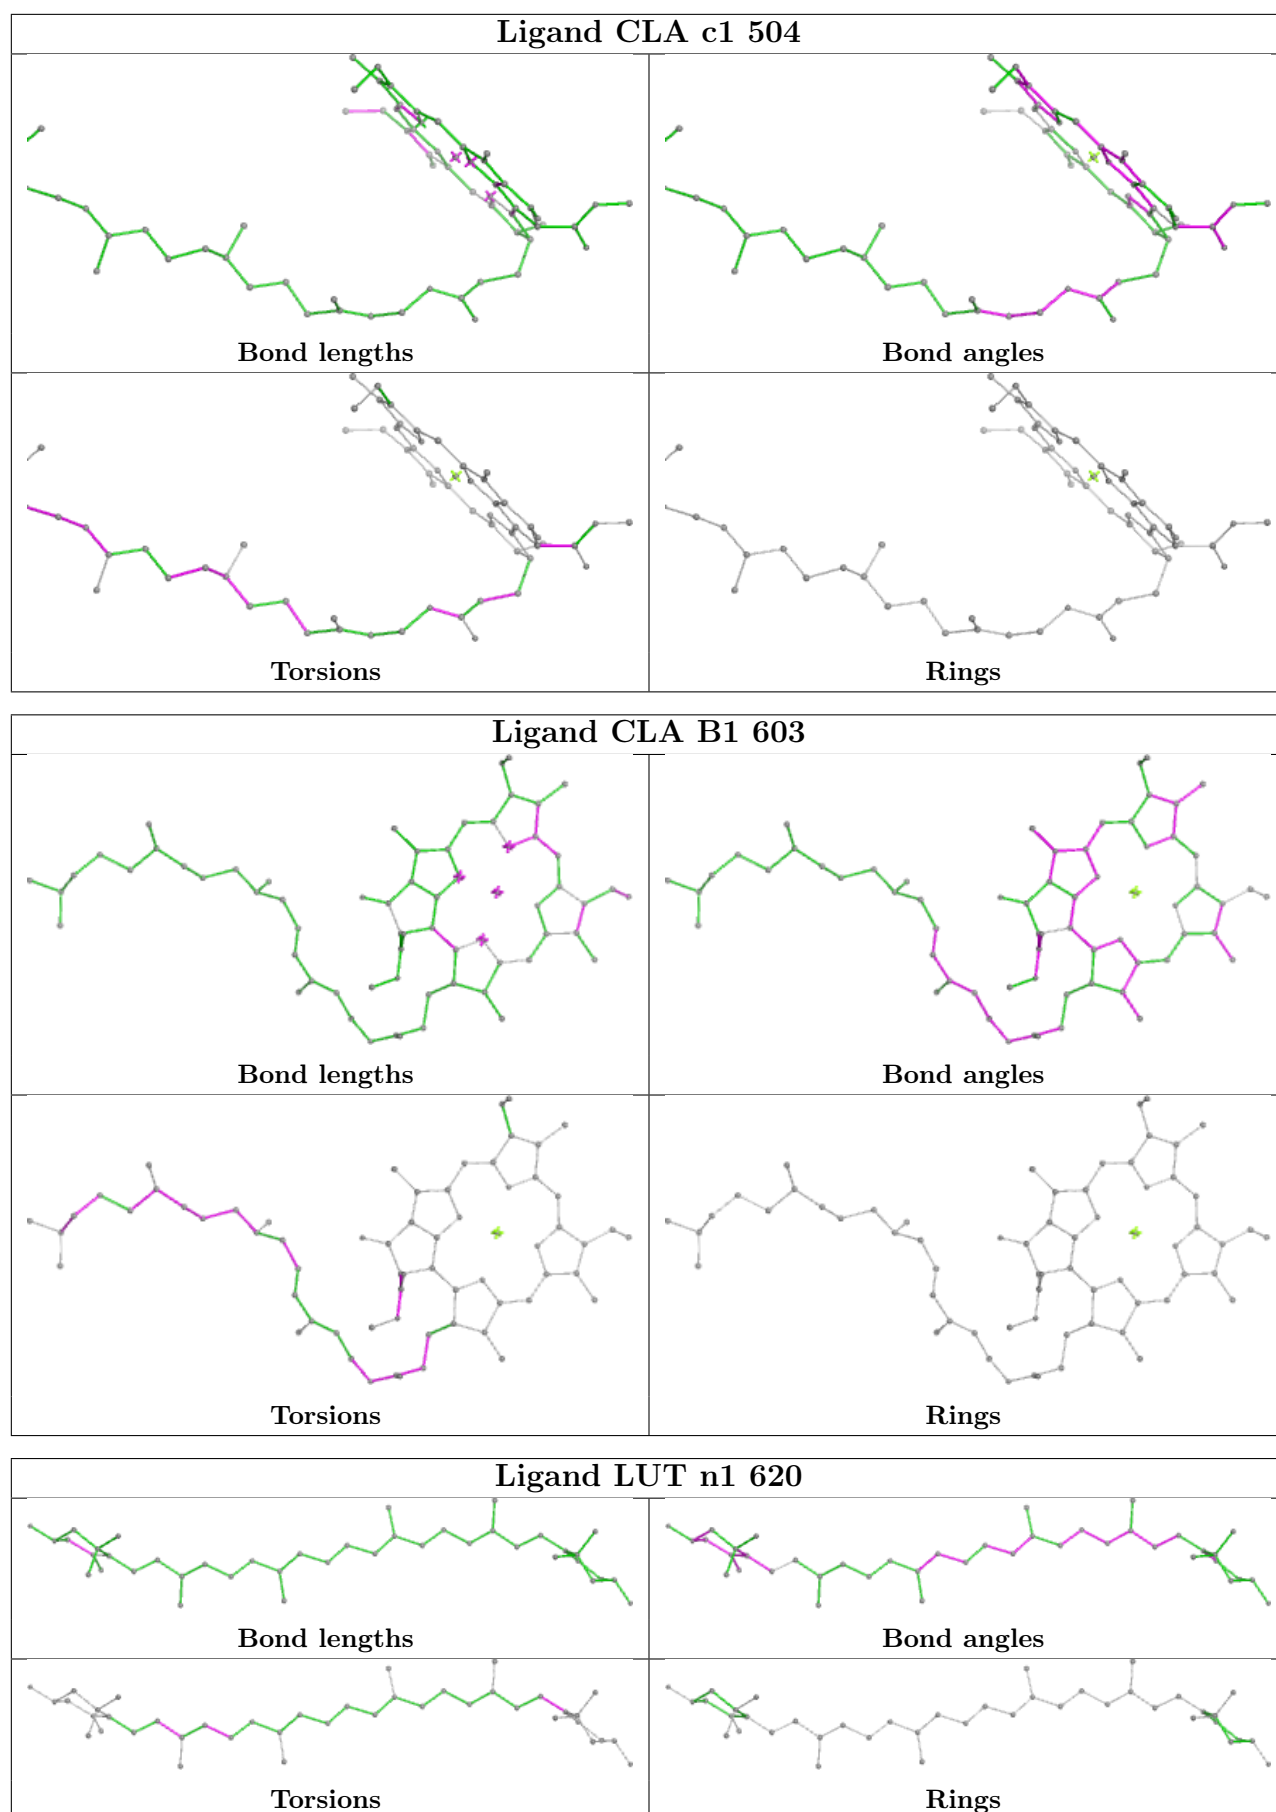 Ligand CLA c1 504
Bond lengths
Bond angles
Torsions
Rings
Ligand CLA B1 603
Bond lengths
Bond angles
Torsions
Rings
Ligand LUT n1 620
Bond lengths
Bond angles
Torsions
Rings